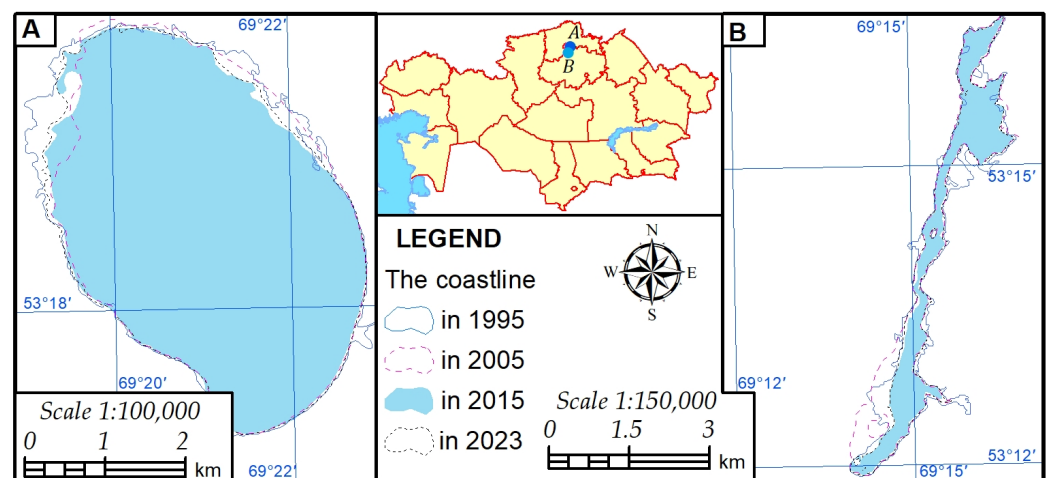 A
69°22′
53°18′
69°20′
Scale 1:100,000
0 1 2
km
69°22′
A
B
LEGEND
The coastline
in 1995
in 2005
in 2015
in 2023
N
W E
S
Scale 1:150,000
0 1.5 3
km
B
69°15′
53°15′
69°12′
53°12′
69°15′